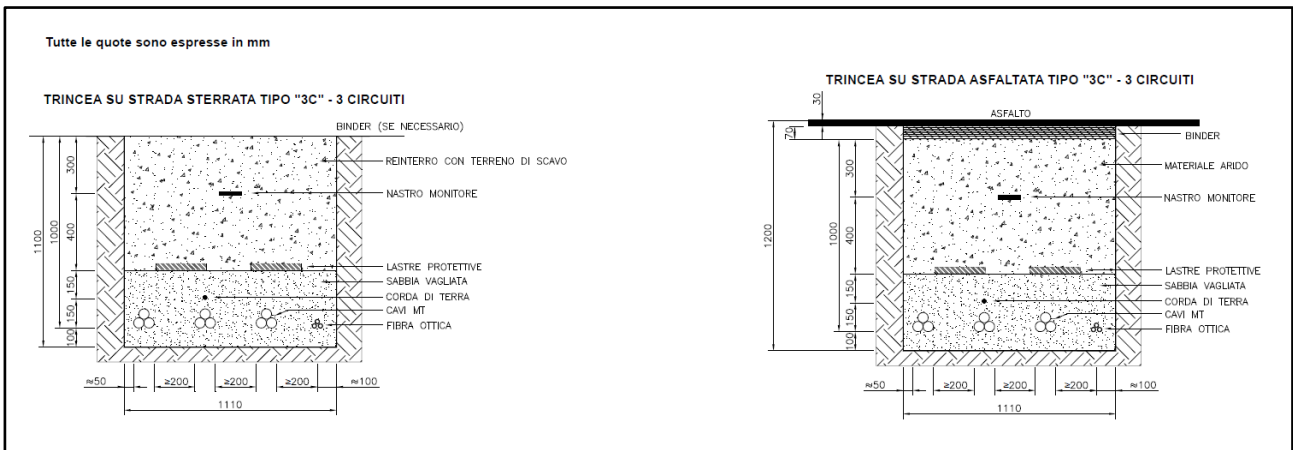 Tutte le quote sono espresse in mm
TRINCEA SU STRADA STERRATA TIPO "3C" - 3 CIRCUITI
BINDER (SE NECESSARIO)
REINTERRO CON TERRENO DI SCAVO
NASTRO MONITORE
LASTRE PROTETTIVE
SABBIA VAGLIATA
CORDA DI TERRA
CAVI MT
FIBRA OTTICA
1100
1000
300
400
150
150
100
≈50
≥200
≥200
≥200
≈100
1110
TRINCEA SU STRADA ASFALTATA TIPO "3C" - 3 CIRCUITI
30
ASFALTO
70
BINDER
MATERIALE ARIDO
NASTRO MONITORE
LASTRE PROTETTIVE
SABBIA VAGLIATA
CORDA DI TERRA
CAVI MT
FIBRA OTTICA
1200
1000
300
400
150
150
100
≈50
≥200
≥200
≥200
≈100
1110